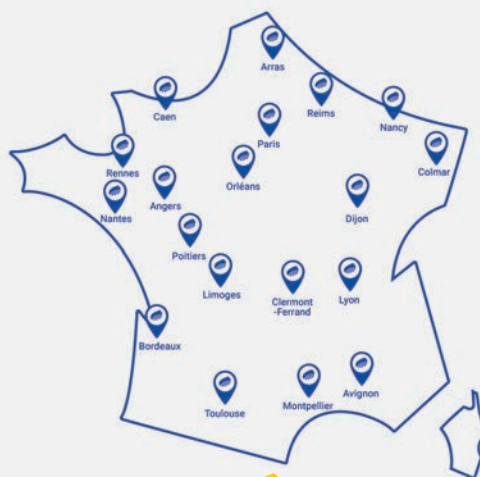 Arras
Reims
Caen
Nancy
Paris
Colmar
Rennes
Orléans
Angers
Nantes
Dijon
Poitiers
Limoges
Clermont
-Ferrand
Lyon
Bordeaux
Avignon
Montpellier
Toulouse